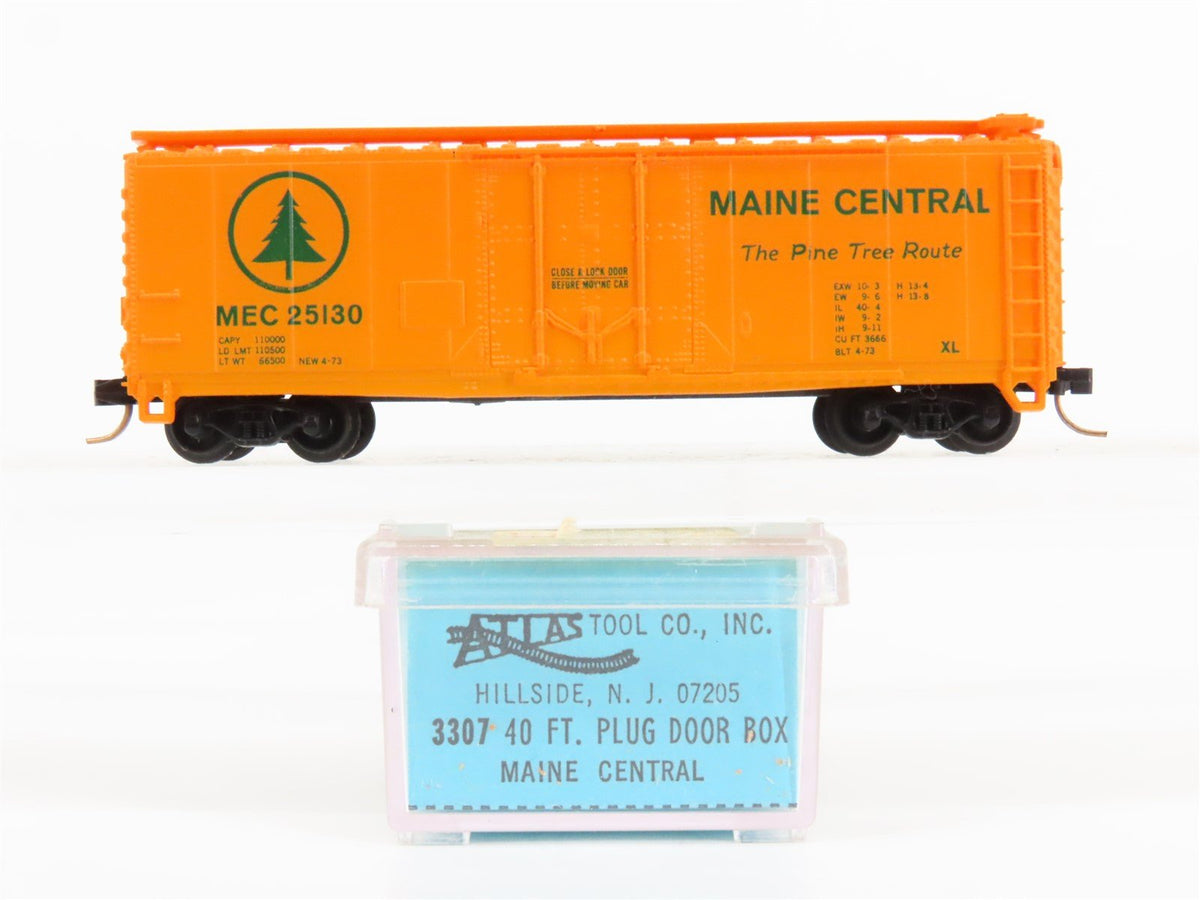 MEC 25130
CAPY 110000
LD LMT 110500
LT WT 66500 NEW 4-73
CLOSE & LOCK DOOR
BEFORE MOVING CAR
MAINE CENTRAL
The Pine Tree Route
EXW 10-3 H 13-4
EW 9-6 H 13-8
IL 40-4
IW 9-2
IH 9-11
CU FT 3666
BLT 4-73 XL
ATLAS TOOL CO., INC.
HILLSIDE, N. J. 07205
3307 40 FT. PLUG DOOR BOX
MAINE CENTRAL